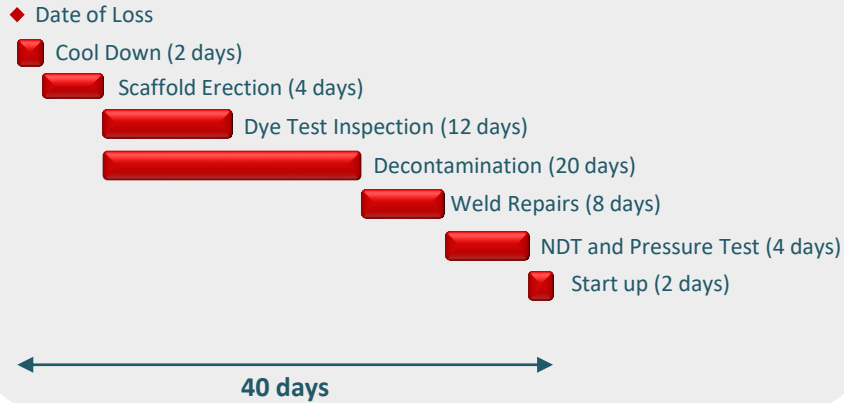 Date of Loss
Cool Down (2 days)
Scaffold Erection (4 days)
Dye Test Inspection (12 days)
Decontamination (20 days)
Weld Repairs (8 days)
NDT and Pressure Test (4 days)
Start up (2 days)
40 days